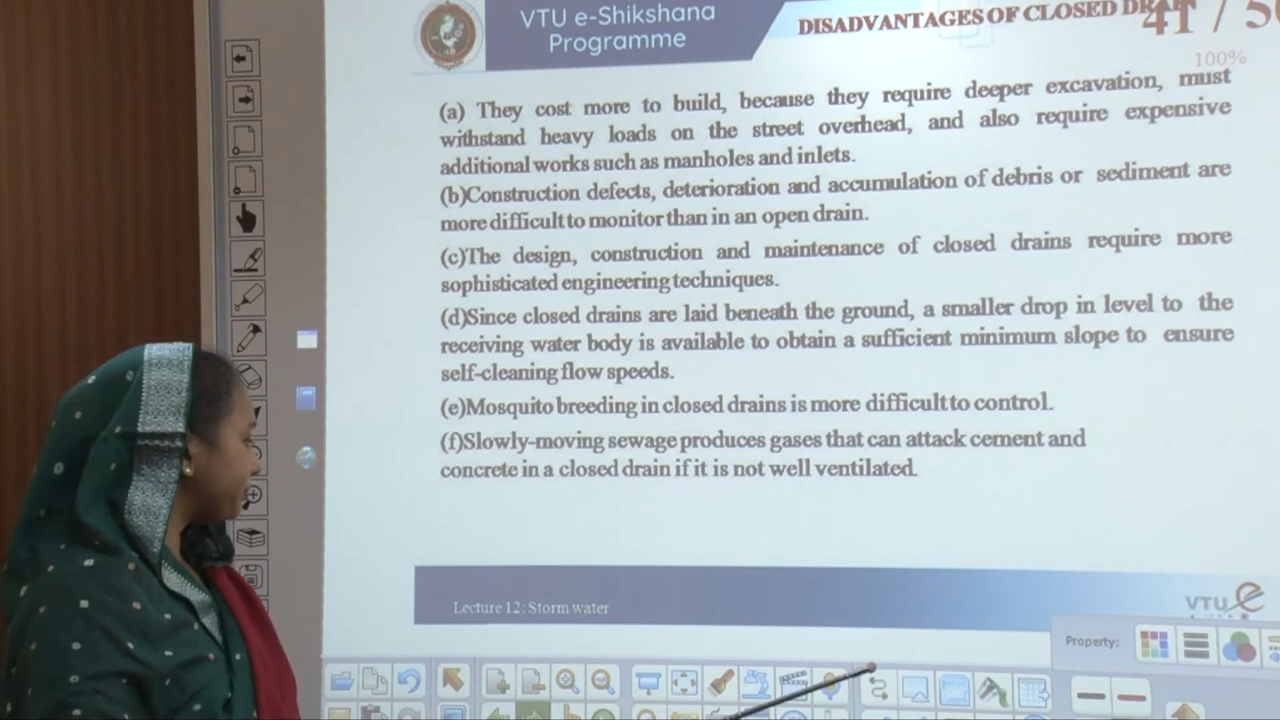 VTU e-Shikshana
Programme
DISADVANTAGES OF CLOSED
41 /
100%
(a) They cost more to build, because they require deeper excavation, must
withstand heavy loads on the street overhead, and also require expensive
additional works such as manholes and inlets.
(b)Construction defects, deterioration and accumulation of debris or sediment are
more difficult to monitor than in an open drain.
(c)The design, construction and maintenance of closed drains require more
sophisticated engineering techniques.
(d)Since closed drains are laid beneath the ground, a smaller drop in level to the
receiving water body is available to obtain a sufficient minimum slope to ensure
self-cleaning flow speeds.
(e)Mosquito breeding in closed drains is more difficult to control.
(f)Slowly-moving sewage produces gases that can attack cement and
concrete in a closed drain if it is not well ventilated.
Lecture 12: Storm water
VTU e
Property: